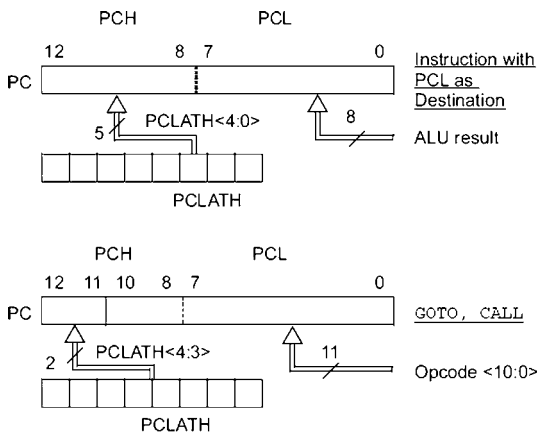 PCH PCL
12 8 7 0
Instruction with
PCL as
Destination
PC
5 PCLATH<4:0> 8
ALU result
PCLATH
PCH PCL
12 11 10 8 7 0
PC GOTO, CALL
2 PCLATH<4:3> 11
Opcode <10:0>
PCLATH